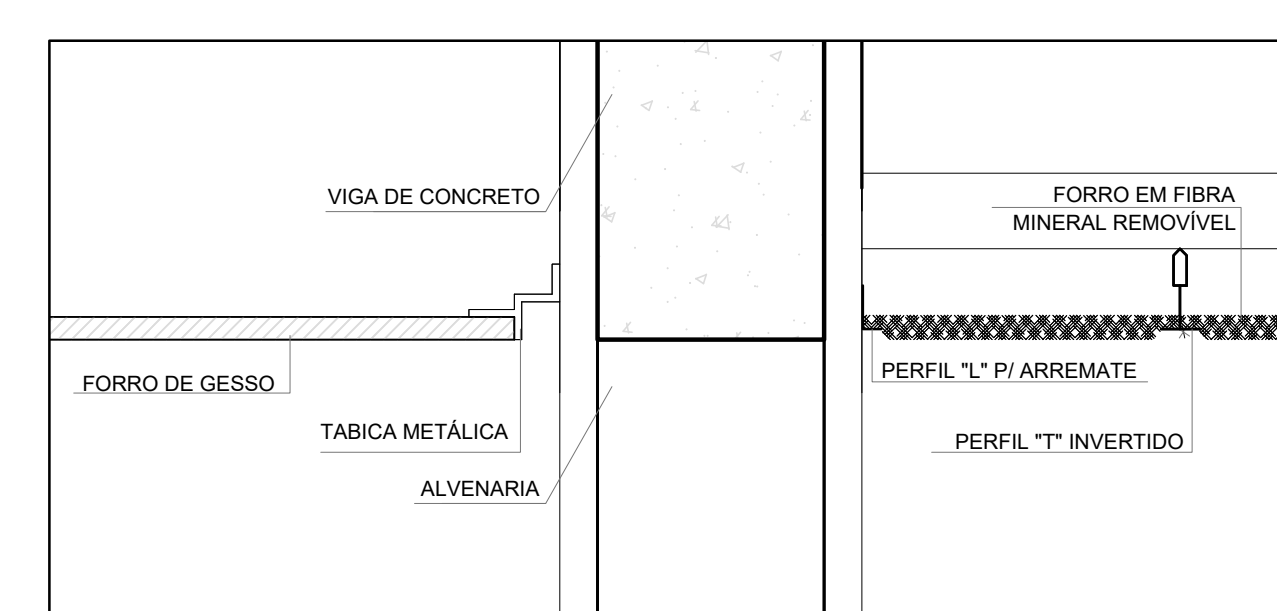 VIGA DE CONCRETO
FORRO EM FIBRA
MINERAL REMOVÍVEL
FORRO DE GESSO
PERFIL "L" P/ ARREMATE
TABICA METÁLICA
PERFIL "T" INVERTIDO
ALVENARIA